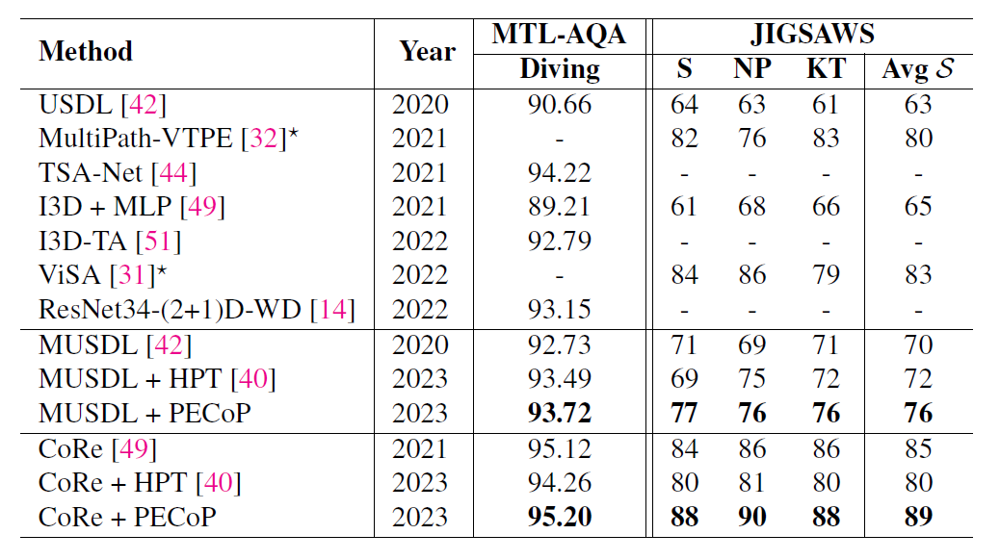 Method Year MTL-AQA JIGSAWS
Diving S NP KT Avg 𝒮
USDL [42] 2020 90.66 64 63 61 63
MultiPath-VTPE [32]* 2021 - 82 76 83 80
TSA-Net [44] 2021 94.22 - - - -
I3D + MLP [49] 2021 89.21 61 68 66 65
I3D-TA [51] 2022 92.79 - - - -
ViSA [31]* 2022 - 84 86 79 83
ResNet34-(2+1)D-WD [14] 2022 93.15 - - - -
MUSDL [42] 2020 92.73 71 69 71 70
MUSDL + HPT [40] 2023 93.49 69 75 72 72
MUSDL + PECoP 2023 93.72 77 76 76 76
CoRe [49] 2021 95.12 84 86 86 85
CoRe + HPT [40] 2023 94.26 80 81 80 80
CoRe + PECoP 2023 95.20 88 90 88 89